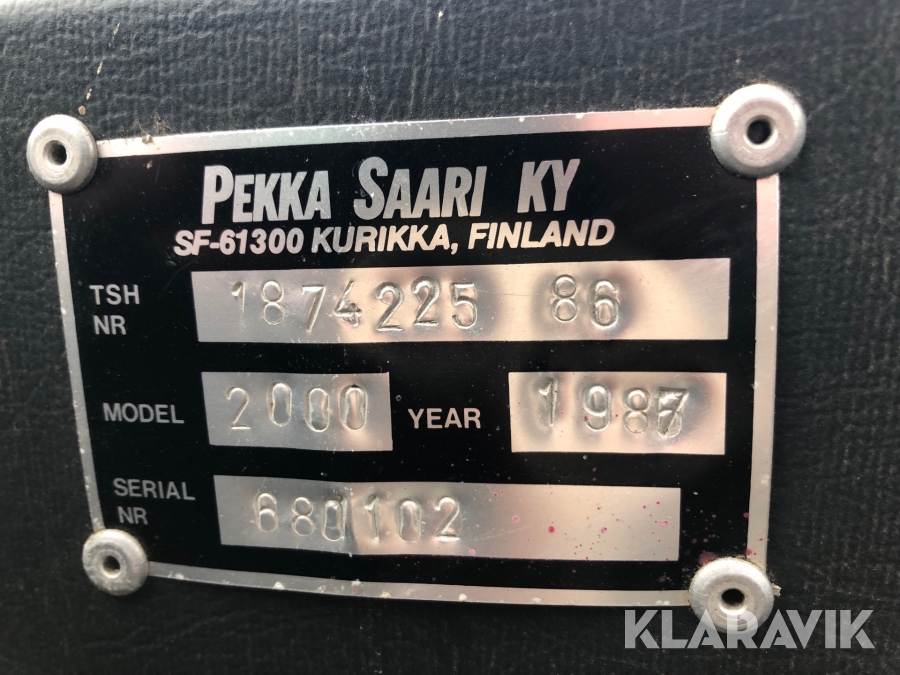 PEKKA SAARI KY
SF-61300 KURIKKA, FINLAND
TSH NR 1874225 86
MODEL 2000 YEAR 1987
SERIAL NR 680102
KLARAVIK